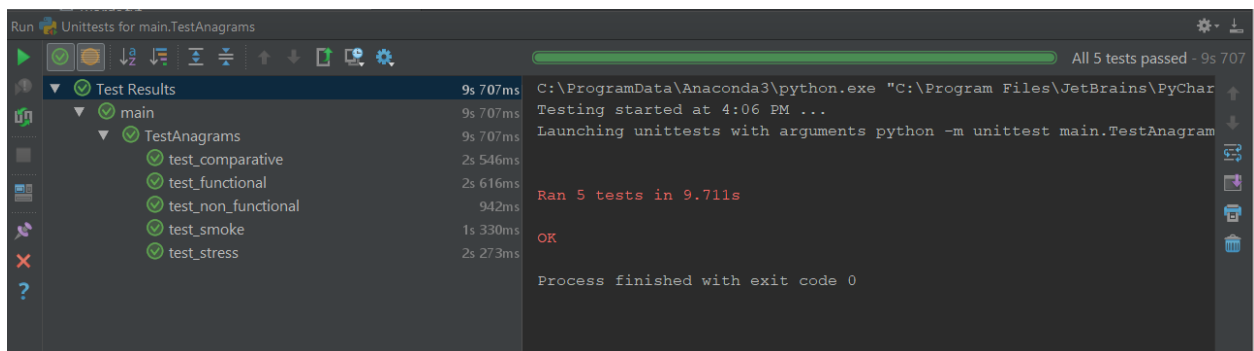 Run Unittests for main.TestAnagrams
All 5 tests passed - 9s 707
Test Results 9s 707ms
main 9s 707ms
TestAnagrams 9s 707ms
test_comparative 2s 546ms
test_functional 2s 616ms
test_non_functional 942ms
test_smoke 1s 330ms
test_stress 2s 273ms
C:\ProgramData\Anaconda3\python.exe "C:\Program Files\JetBrains\PyChar
Testing started at 4:06 PM ...
Launching unittests with arguments python -m unittest main.TestAnagram
Ran 5 tests in 9.711s
OK
Process finished with exit code 0